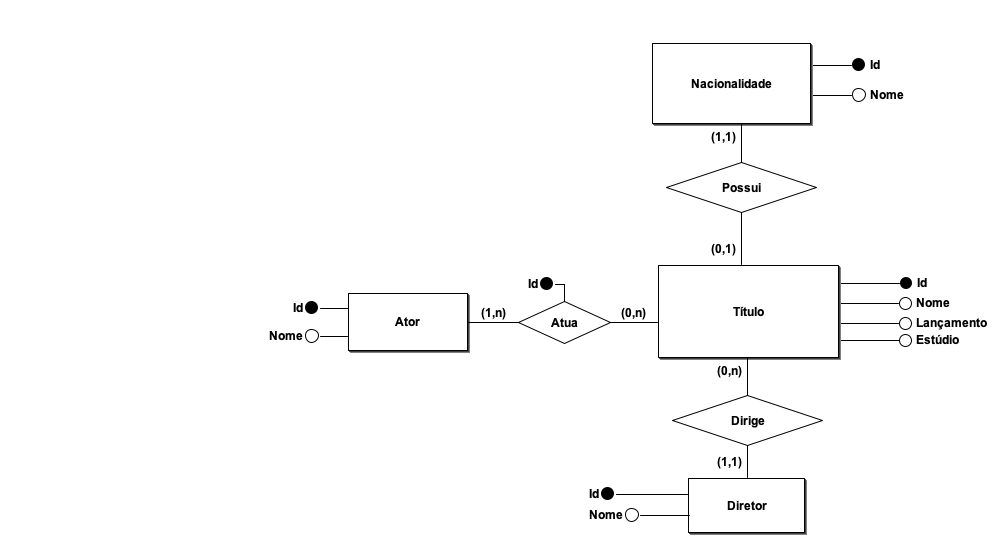 Nacionalidade
Id
Nome
(1,1)
Possui
(0,1)
Id
Nome
Ator
(1,n)
Id
Atua
(0,n)
Título
Id
Nome
Lançamento
Estúdio
(0,n)
Dirige
(1,1)
Id
Nome
Diretor